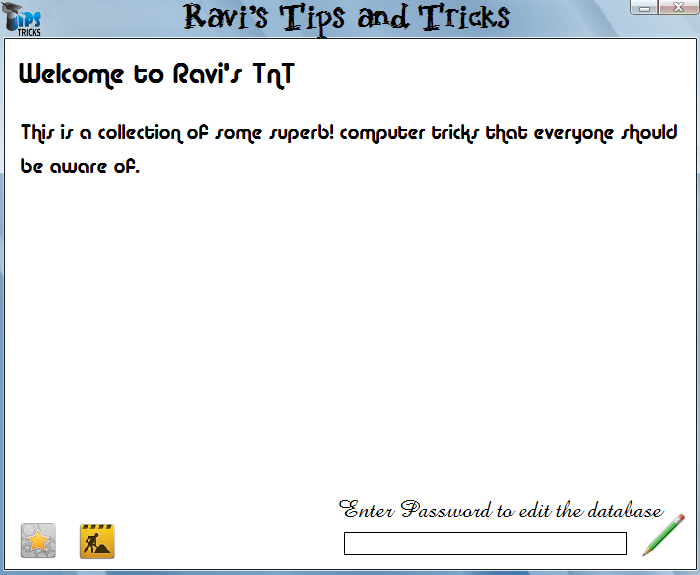 TIPS
TRICKS
Ravi's Tips and Tricks
Welcome to Ravi's TnT
This is a collection of some superb! computer tricks that everyone should
be aware of.
Enter Password to edit the database